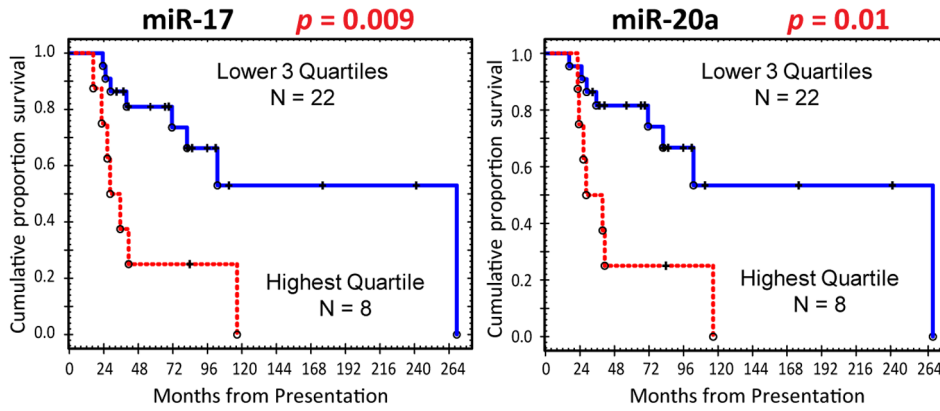 miR-17 p = 0.009
Cumulative proportion survival
1.0
0.8
0.6
0.4
0.2
0.0
Lower 3 Quartiles
N = 22
Highest Quartile
N = 8
0 24 48 72 96 120 144 168 192 216 240 264
Months from Presentation
miR-20a p = 0.01
Cumulative proportion survival
1.0
0.8
0.6
0.4
0.2
0.0
Lower 3 Quartiles
N = 22
Highest Quartile
N = 8
0 24 48 72 96 120 144 168 192 216 240 264
Months from Presentation